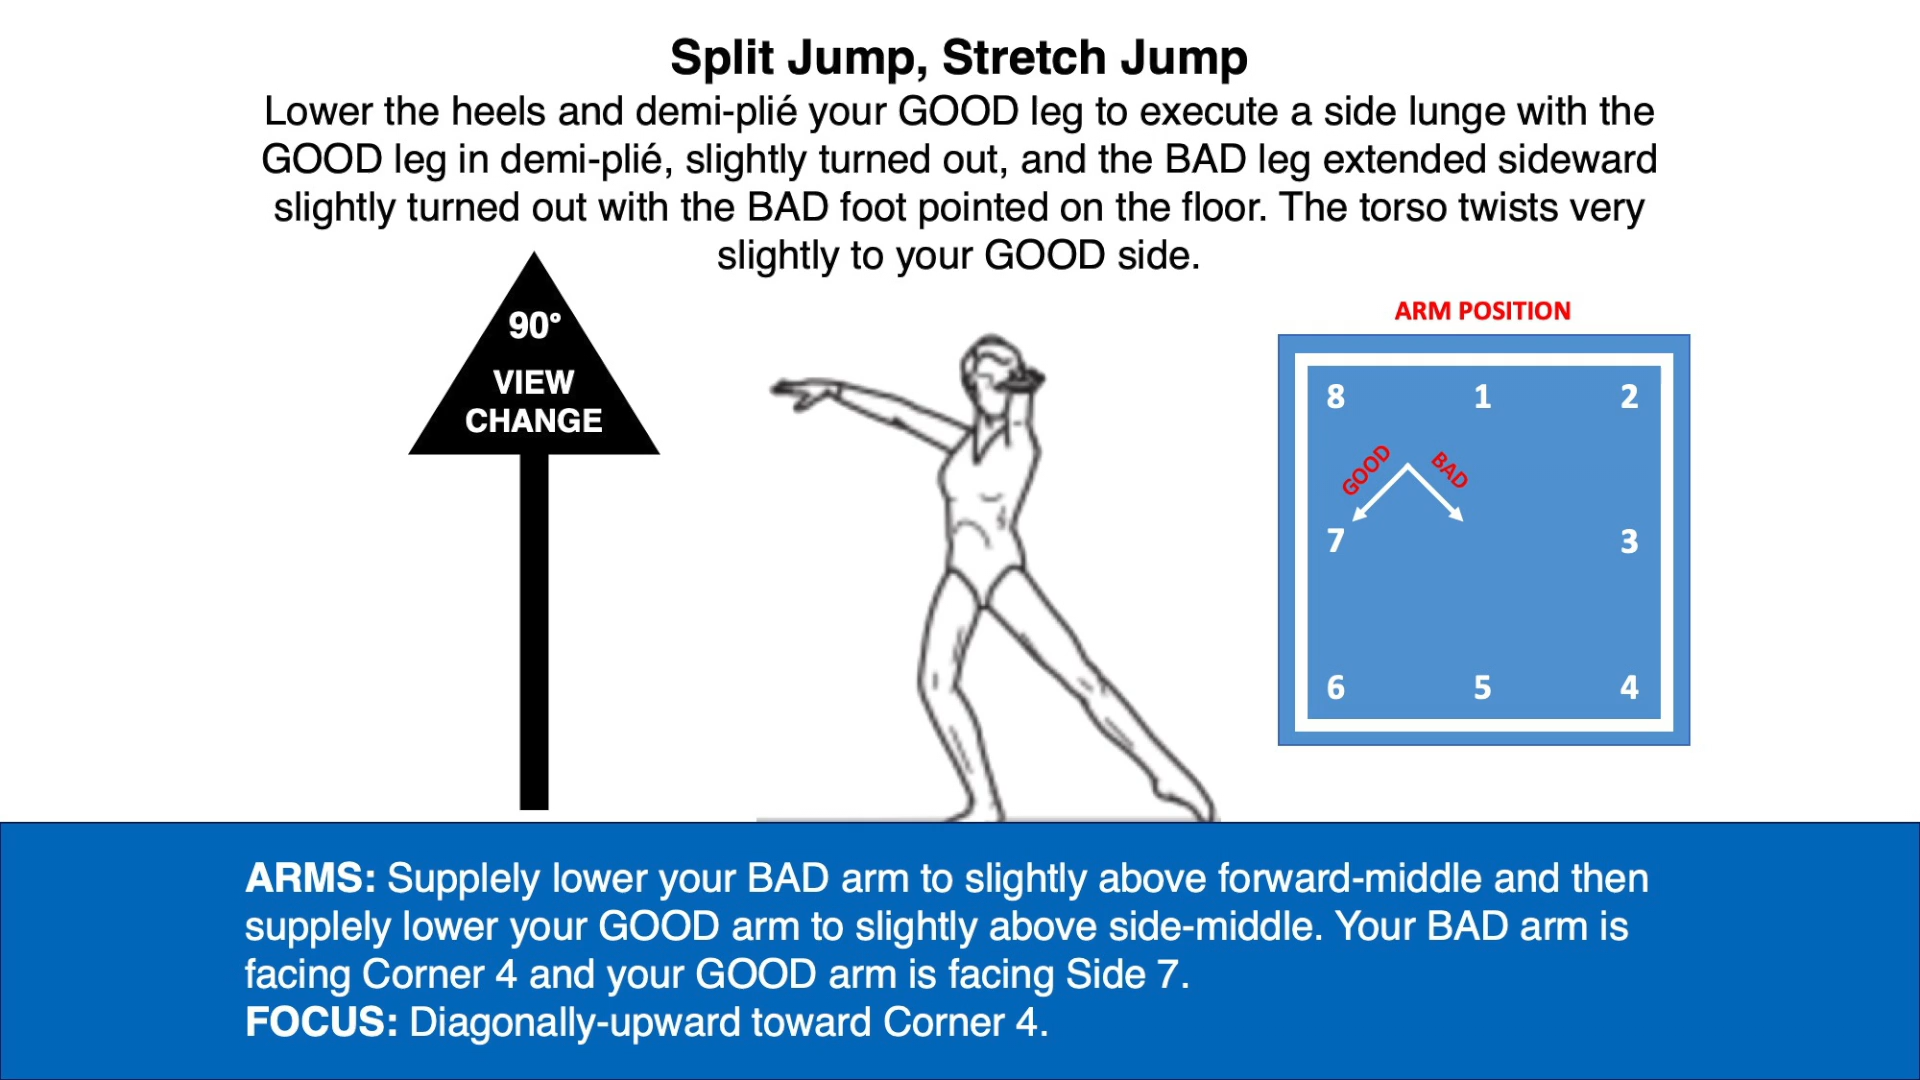 Split Jump, Stretch Jump
Lower the heels and demi-plié your GOOD leg to execute a side lunge with the
GOOD leg in demi-plié, slightly turned out, and the BAD leg extended sideward
slightly turned out with the BAD foot pointed on the floor. The torso twists very
slightly to your GOOD side.
90°
VIEW
CHANGE
ARM POSITION
8 1 2
GOOD BAD
7 3
6 5 4
ARMS: Supplely lower your BAD arm to slightly above forward-middle and then
supplely lower your GOOD arm to slightly above side-middle. Your BAD arm is
facing Corner 4 and your GOOD arm is facing Side 7.
FOCUS: Diagonally-upward toward Corner 4.